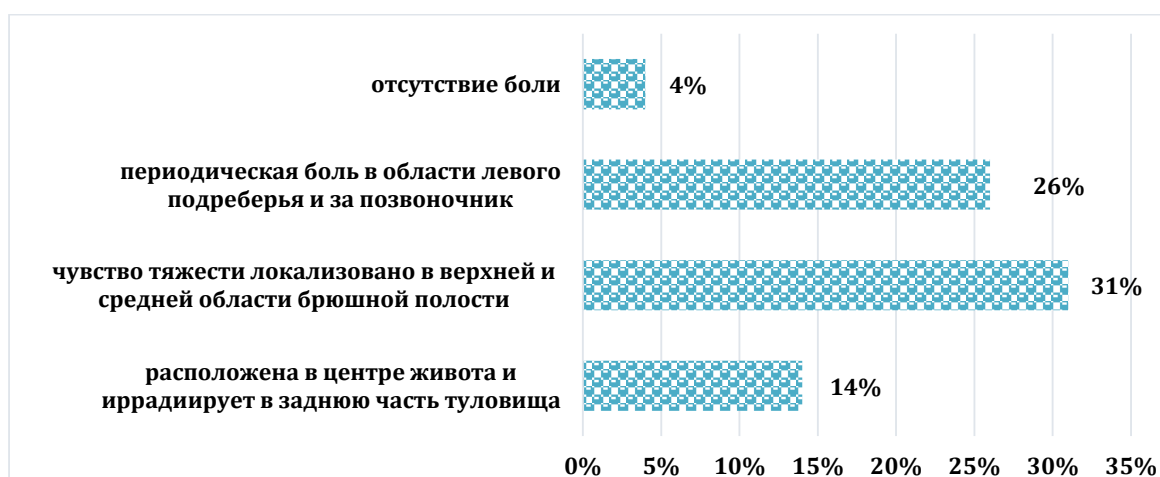 отсутствие боли
4%
периодическая боль в области левого
подреберья и за позвоночник
26%
чувство тяжести локализовано в верхней и
средней области брюшной полости
31%
расположена в центре живота и
иррадиирует в заднюю часть туловища
14%
0% 5% 10% 15% 20% 25% 30% 35%